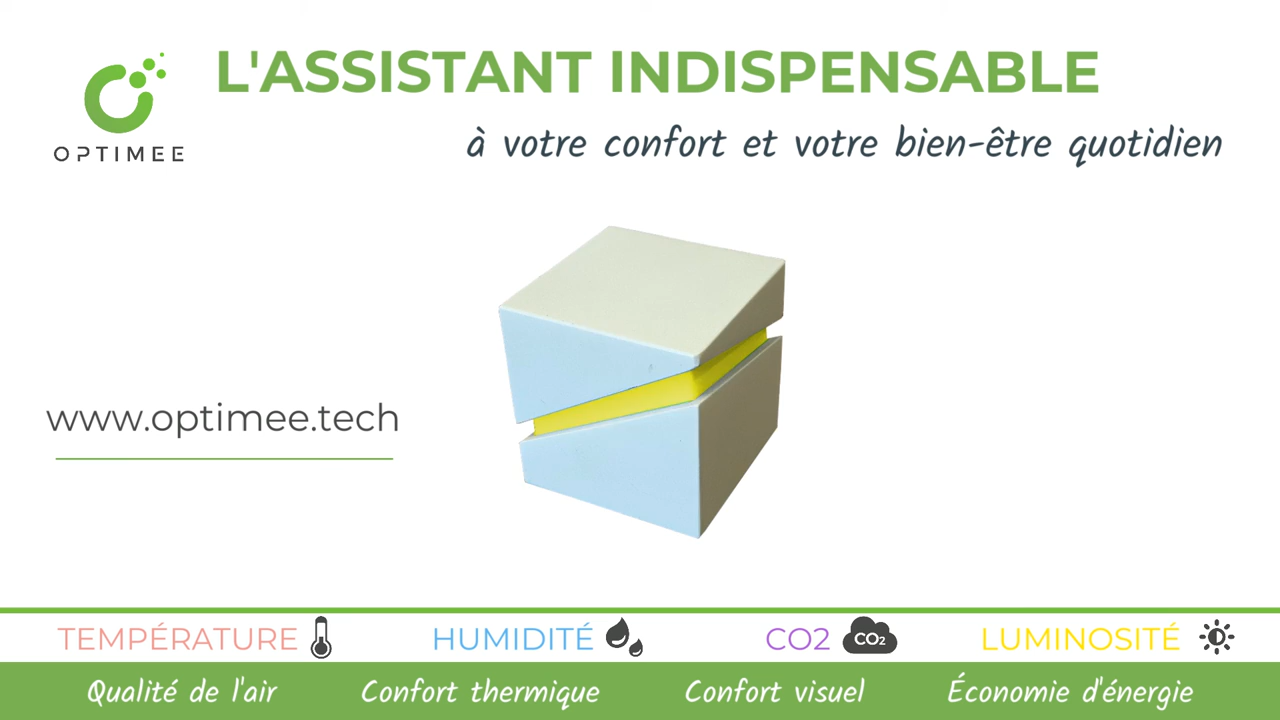 L'ASSISTANT INDISPENSABLE
à votre confort et votre bien-être quotidien
OPTIMEE
www.optimee.tech
TEMPÉRATURE HUMIDITÉ CO2 CO2 LUMINOSITÉ
Qualité de l'air Confort thermique Confort visuel Économie d'énergie